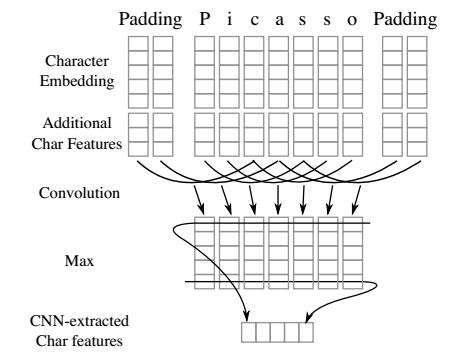 Padding P i c a s s o Padding
Character
Embedding
Additional
Char Features
Convolution
Max
CNN-extracted
Char features